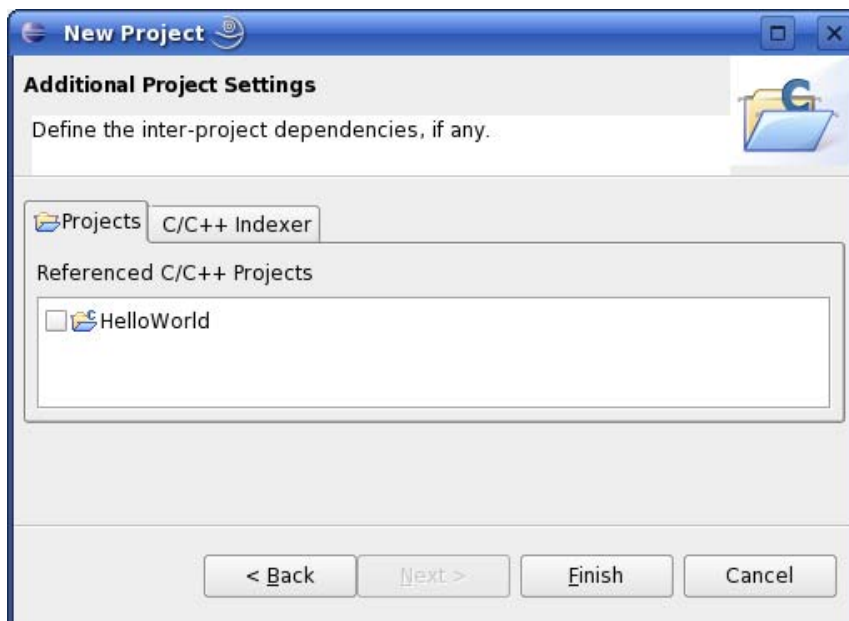 New Project
Additional Project Settings
Define the inter-project dependencies, if any.
Projects
C/C++ Indexer
Referenced C/C++ Projects
HelloWorld
< Back
Next >
Finish
Cancel